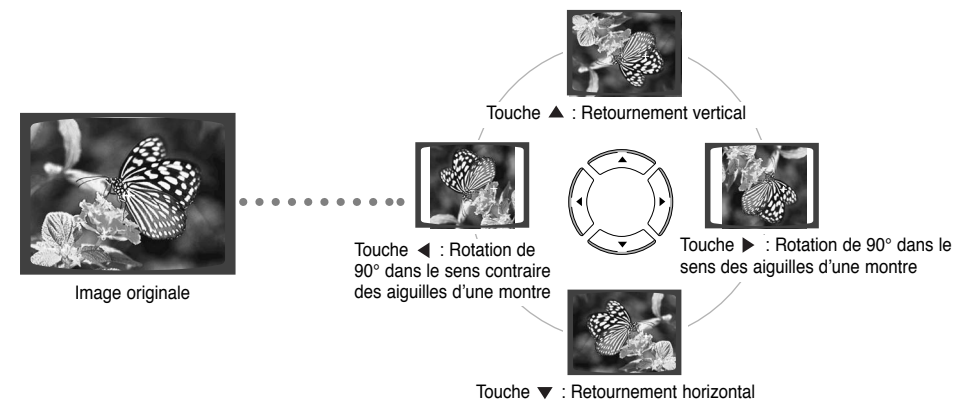 Touche ▲ : Retournement vertical
Image originale
Touche ◀ : Rotation de
90° dans le sens contraire
des aiguilles d'une montre
Touche ▶ : Rotation de 90° dans le
sens des aiguilles d'une montre
Touche ▼ : Retournement horizontal